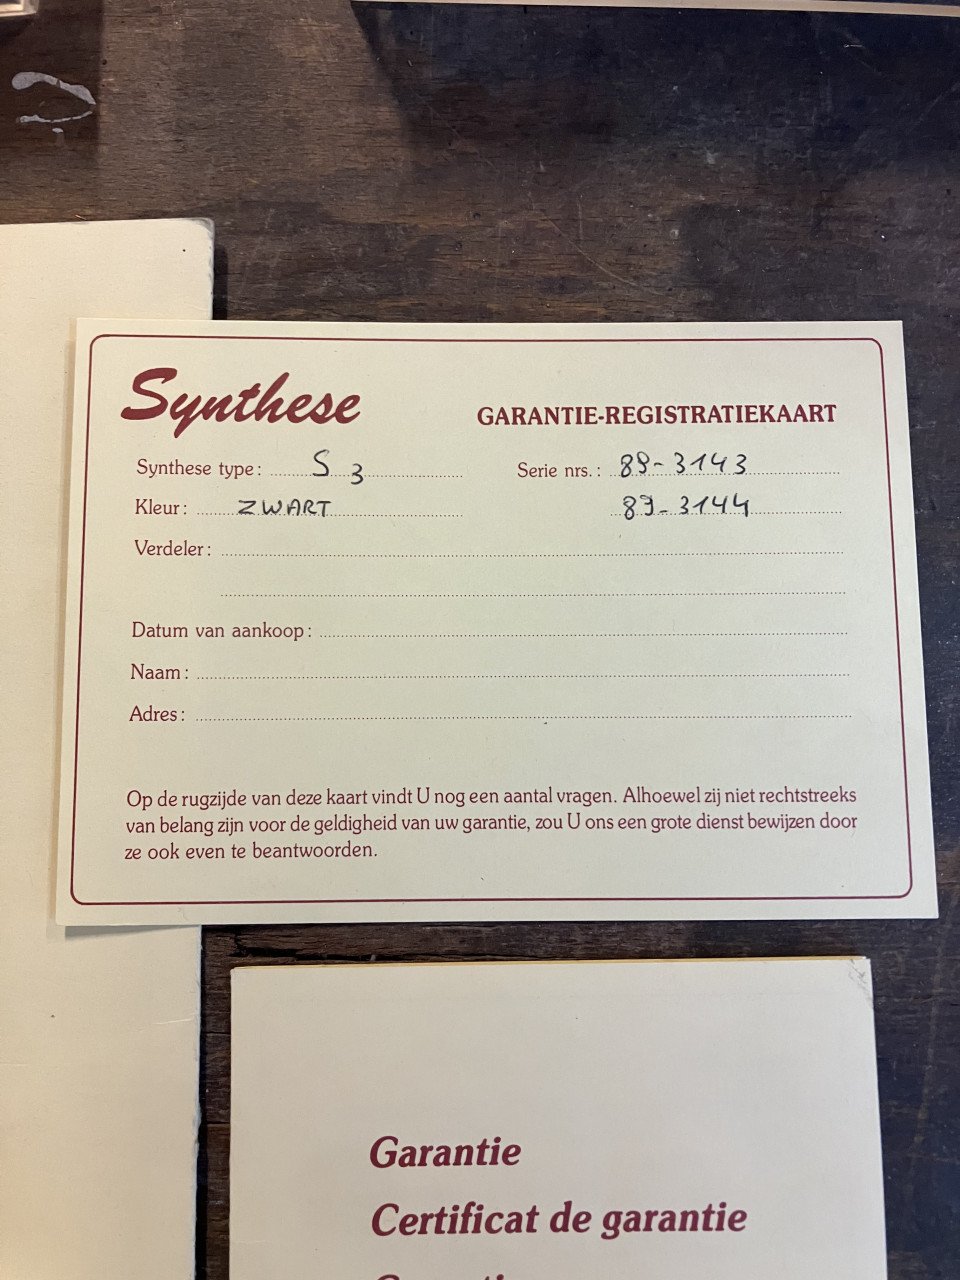 Synthese
GARANTIE-REGISTRATIEKAART
Synthese type: S 3 Serie nrs.: 89-3143
Kleur: ZWART 89-3144
Verdeler:
Datum van aankoop:
Naam:
Adres:
Op de rugzijde van deze kaart vindt U nog een aantal vragen. Alhoewel zij niet rechtstreeks
van belang zijn voor de geldigheid van uw garantie, zou U ons een grote dienst bewijzen door
ze ook even te beantwoorden.
Garantie
Certificat de garantie